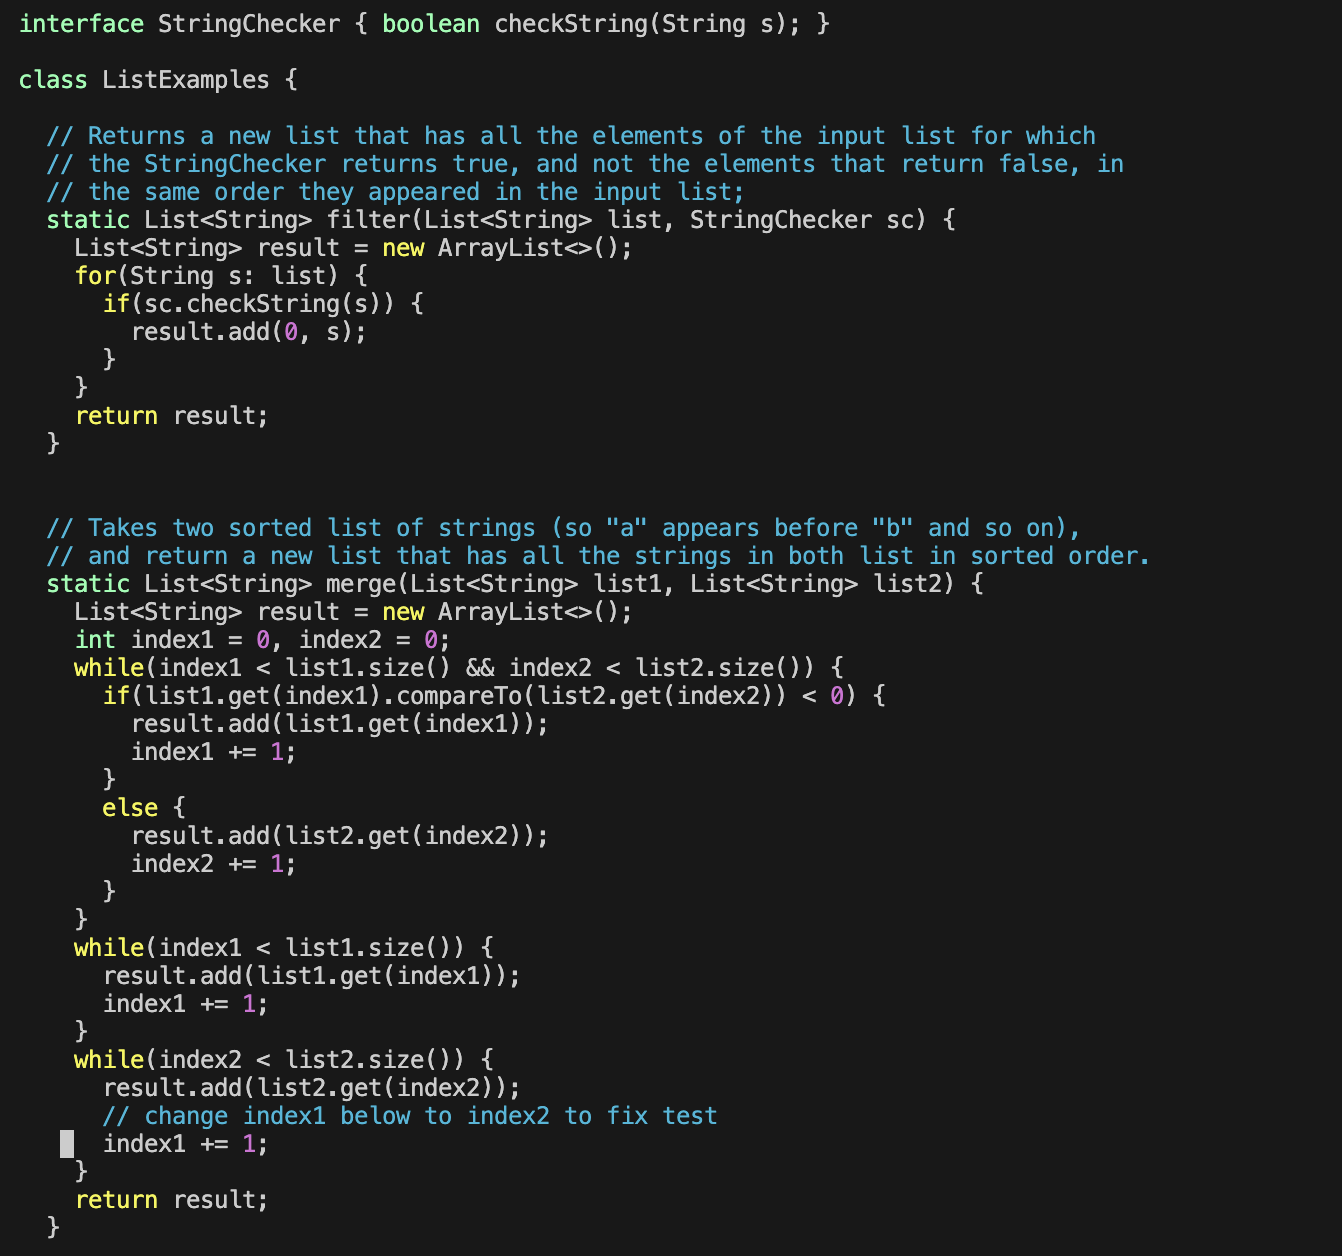 interface StringChecker { boolean checkString(String s); }
class ListExamples {
  // Returns a new list that has all the elements of the input list for which
  // the StringChecker returns true, and not the elements that return false, in
  // the same order they appeared in the input list;
  static List<String> filter(List<String> list, StringChecker sc) {
    List<String> result = new ArrayList<>();
    for(String s: list) {
      if(sc.checkString(s)) {
        result.add(0, s);
      }
    }
    return result;
  }
  // Takes two sorted list of strings (so "a" appears before "b" and so on),
  // and return a new list that has all the strings in both list in sorted order.
  static List<String> merge(List<String> list1, List<String> list2) {
    List<String> result = new ArrayList<>();
    int index1 = 0, index2 = 0;
    while(index1 < list1.size() && index2 < list2.size()) {
      if(list1.get(index1).compareTo(list2.get(index2)) < 0) {
        result.add(list1.get(index1));
        index1 += 1;
      }
      else {
        result.add(list2.get(index2));
        index2 += 1;
      }
    }
    while(index1 < list1.size()) {
      result.add(list1.get(index1));
      index1 += 1;
    }
    while(index2 < list2.size()) {
      result.add(list2.get(index2));
      // change index1 below to index2 to fix test
      index1 += 1;
    }
    return result;
  }